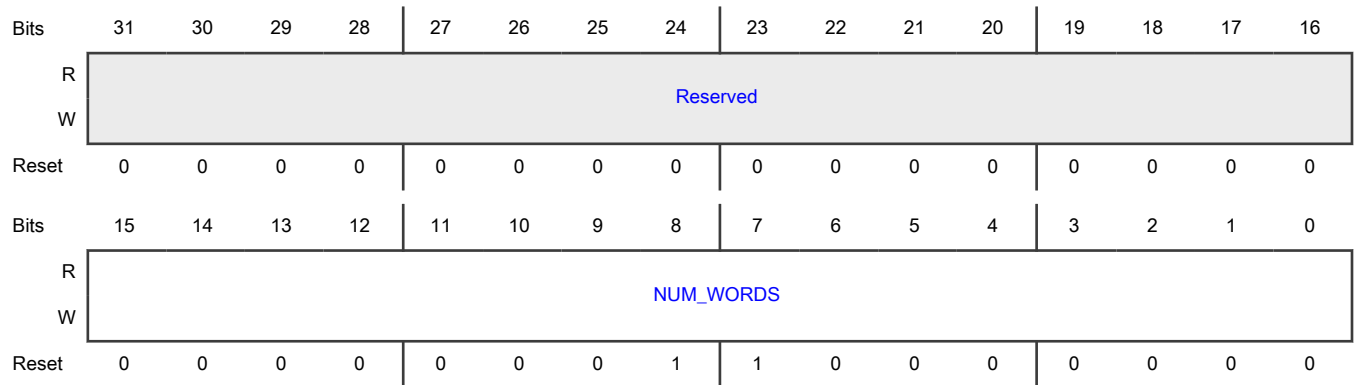 Bits 31 30 29 28 27 26 25 24 23 22 21 20 19 18 17 16
R
Reserved
W
Reset 0 0 0 0 0 0 0 0 0 0 0 0 0 0 0 0
Bits 15 14 13 12 11 10 9 8 7 6 5 4 3 2 1 0
R
NUM_WORDS
W
Reset 0 0 0 0 0 0 0 1 1 0 0 0 0 0 0 0